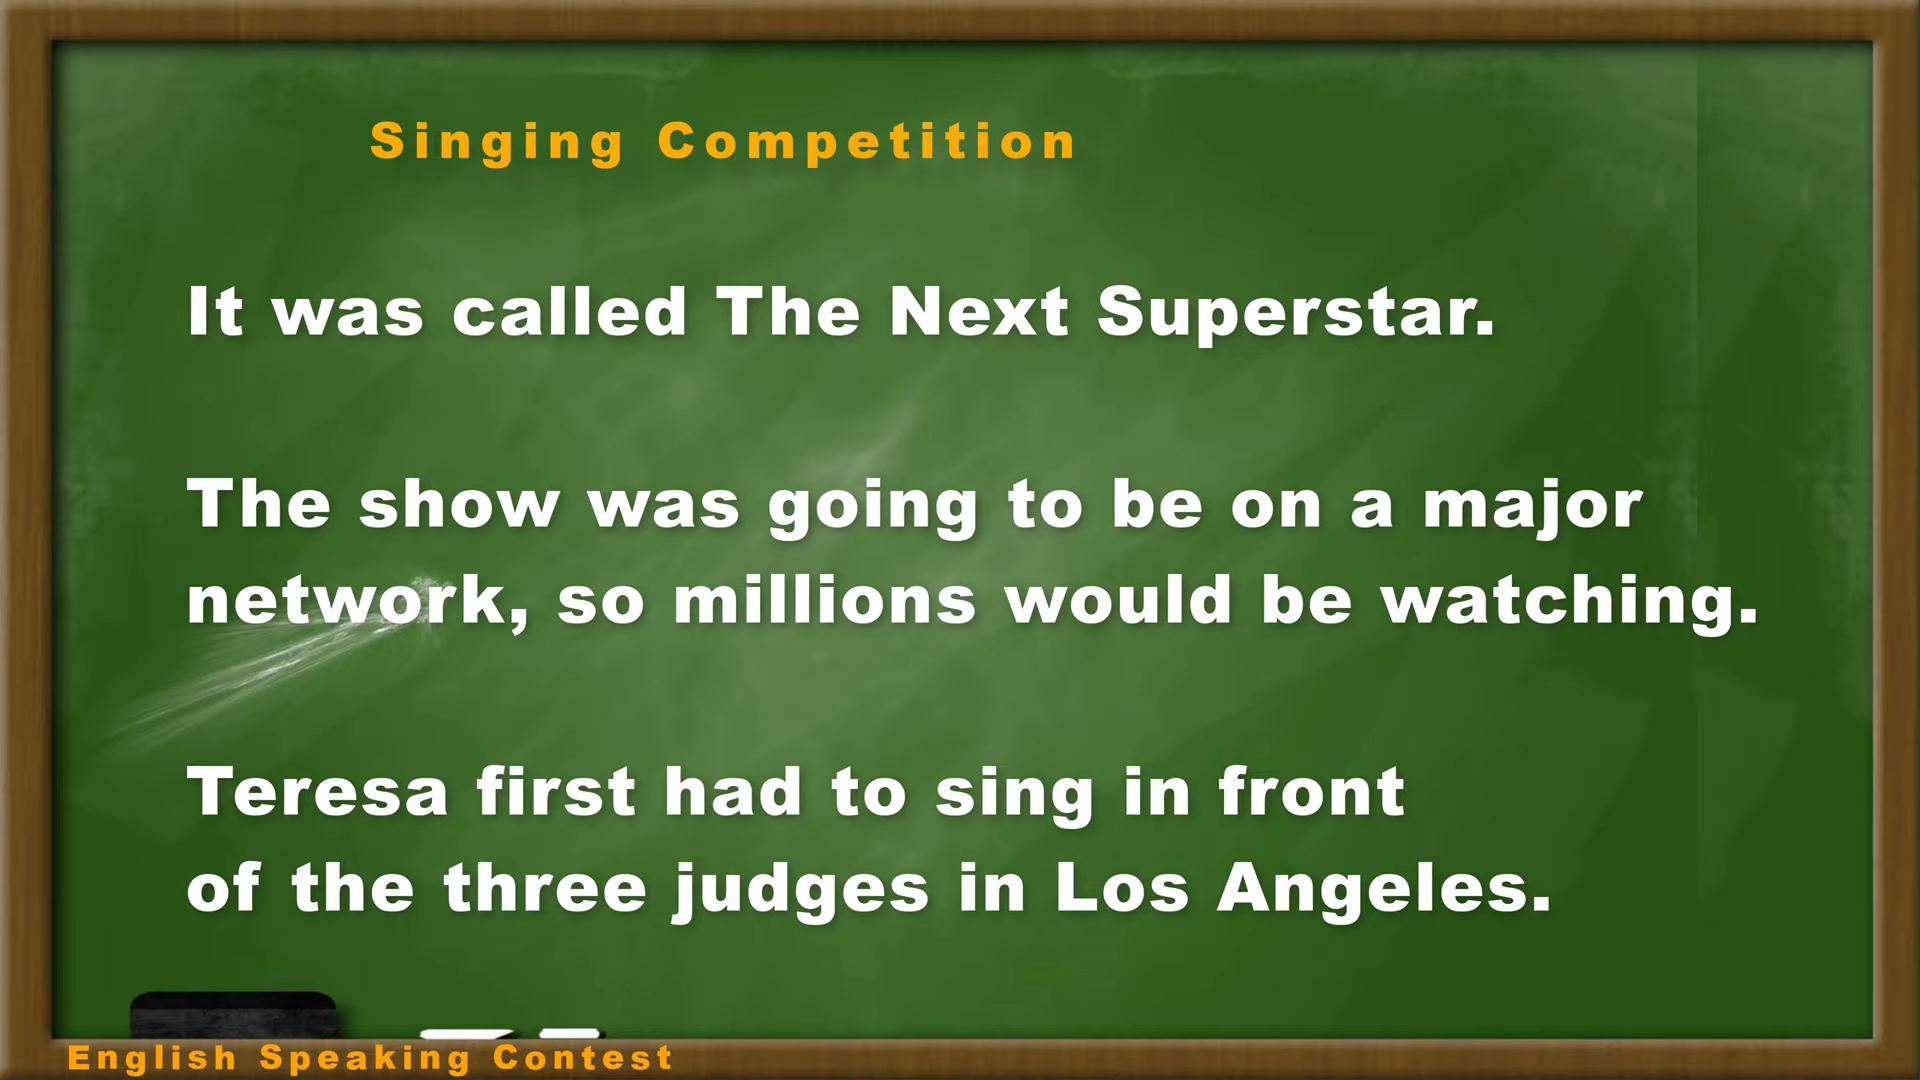 Singing Competition
It was called The Next Superstar.
The show was going to be on a major
network, so millions would be watching.
Teresa first had to sing in front
of the three judges in Los Angeles.
English Speaking Contest